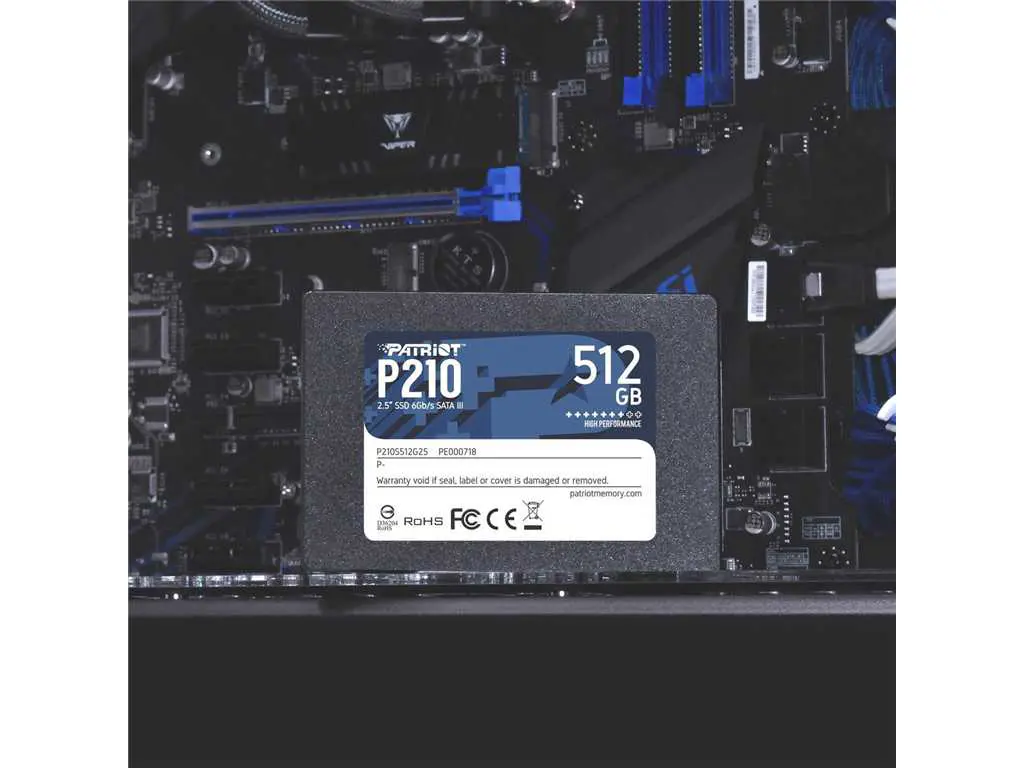 VIPER
KTS
PATRIOT
P210
2.5" SSD 6Gb/s SATA III
512
GB
HIGH PERFORMANCE
P210S512G25 PE000718
P-
Warranty void if seal, label or cover is damaged or removed.
patriotmemory.com
D36204
RoHS
RoHS FC CE